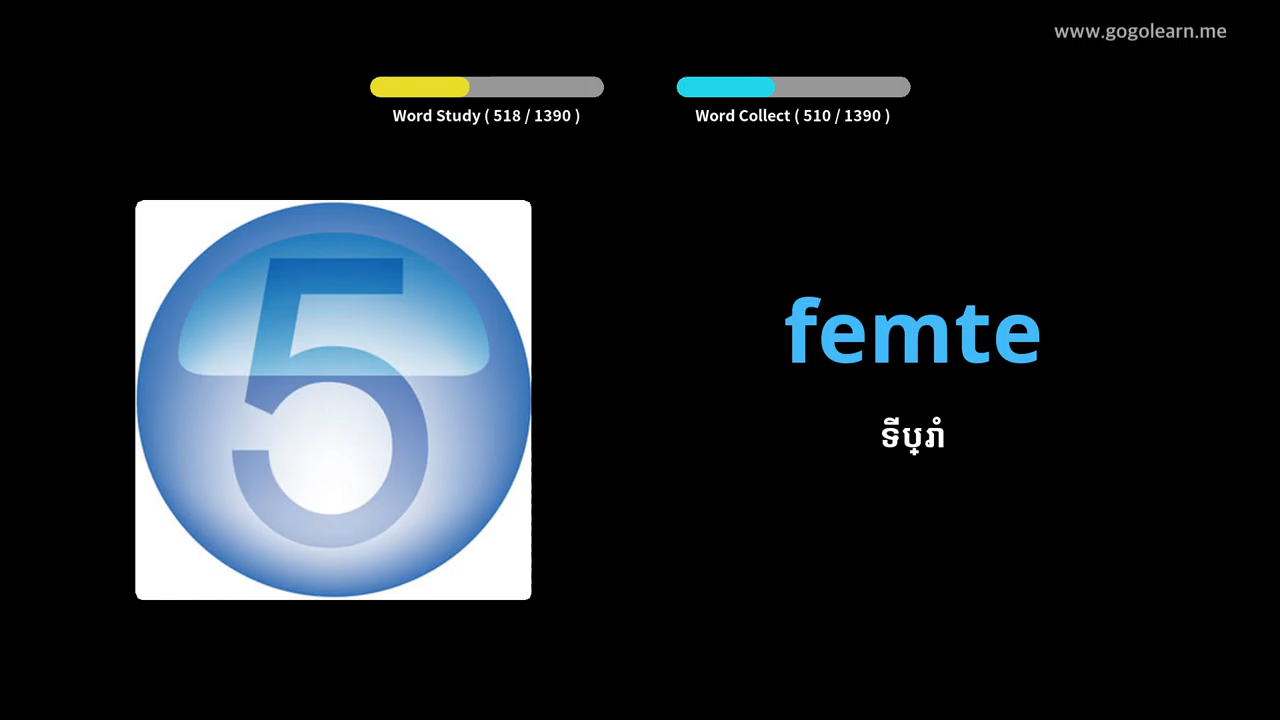 www.gogolearn.me
Word Study ( 518 / 1390 )
Word Collect ( 510 / 1390 )
5
femte
ទីប្រាំ